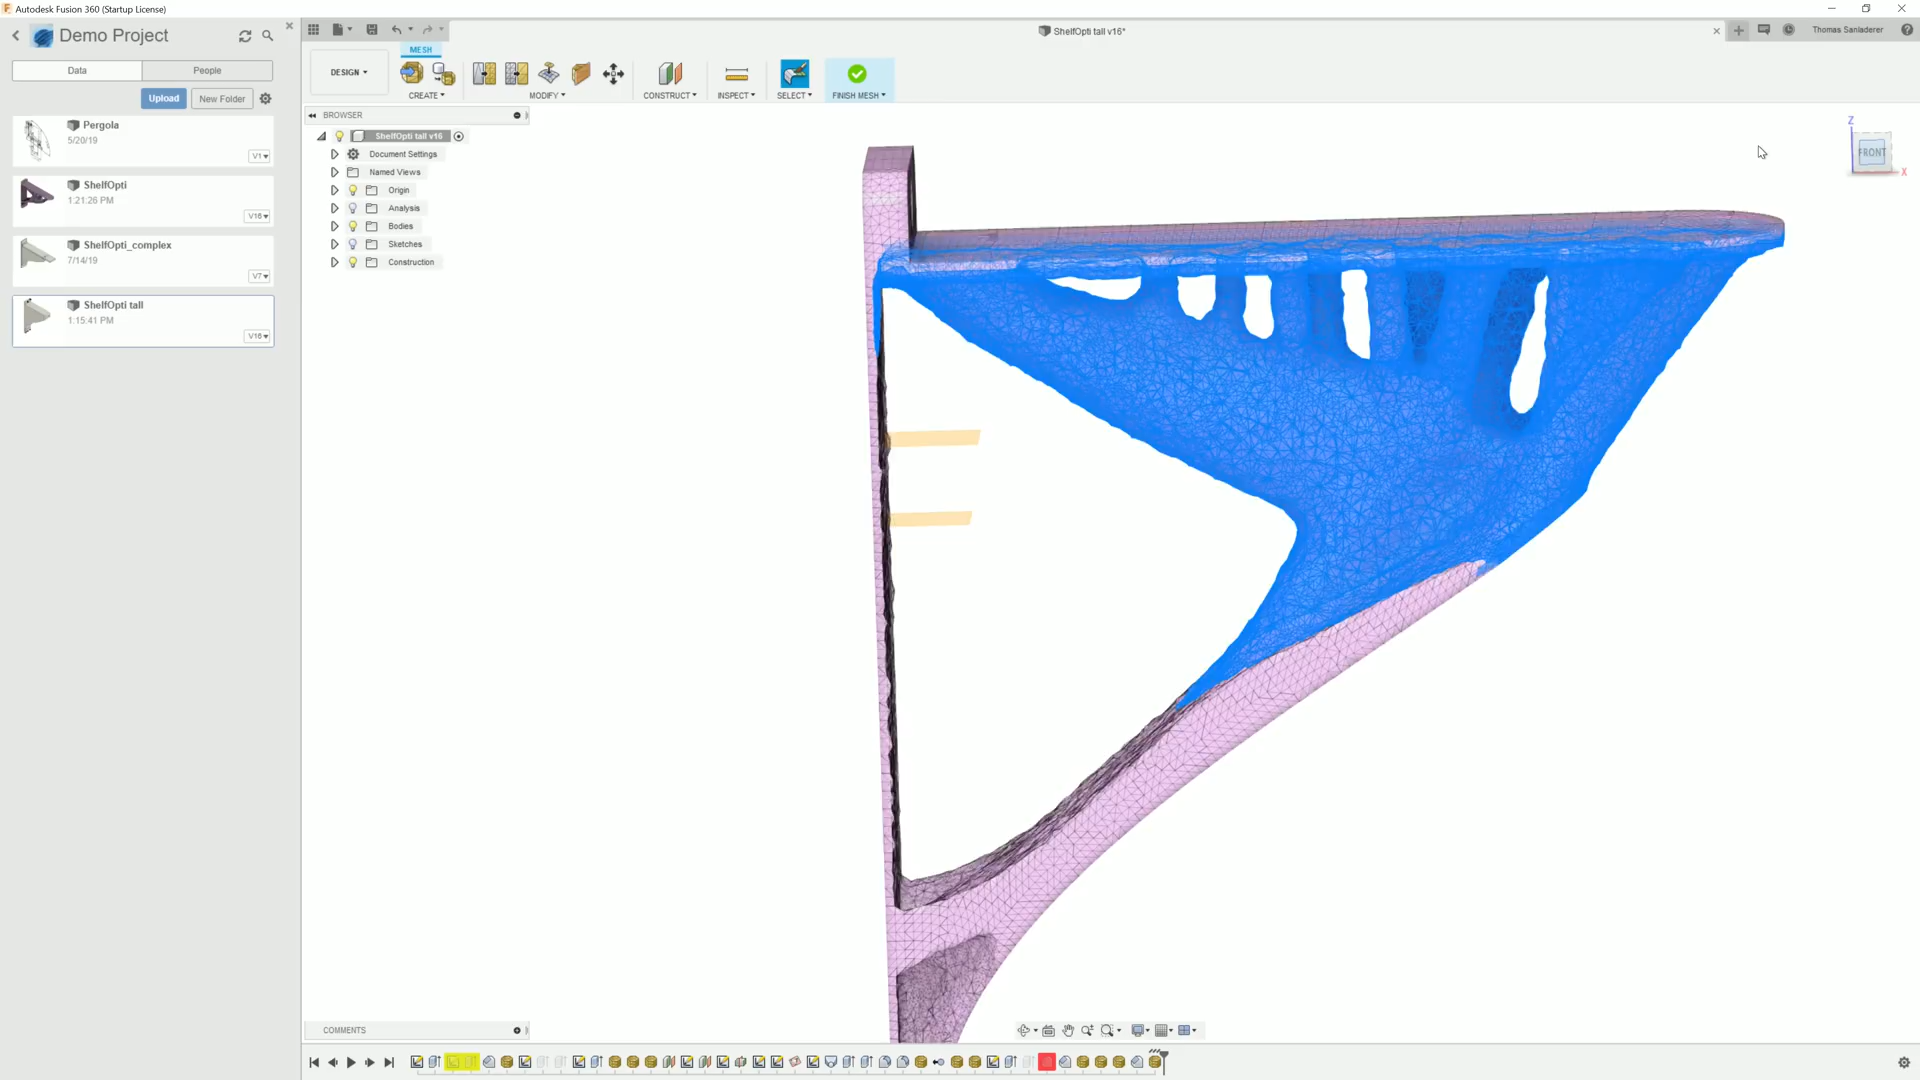 Autodesk Fusion 360 (Startup License)
Demo Project
Data
People
Upload
New Folder
Pergola
5/20/19
V1
ShelfOpti
1:21:26 PM
V16
ShelfOpti_complex
7/14/19
V7
ShelfOpti tall
1:15:41 PM
V16
ShelfOpti tall v16*
Thomas Sanladerer
MESH
DESIGN
CREATE
MODIFY
CONSTRUCT
INSPECT
SELECT
FINISH MESH
BROWSER
ShelfOpti tall v16
Document Settings
Named Views
Origin
Analysis
Bodies
Sketches
Construction
Z
FRONT
X
COMMENTS